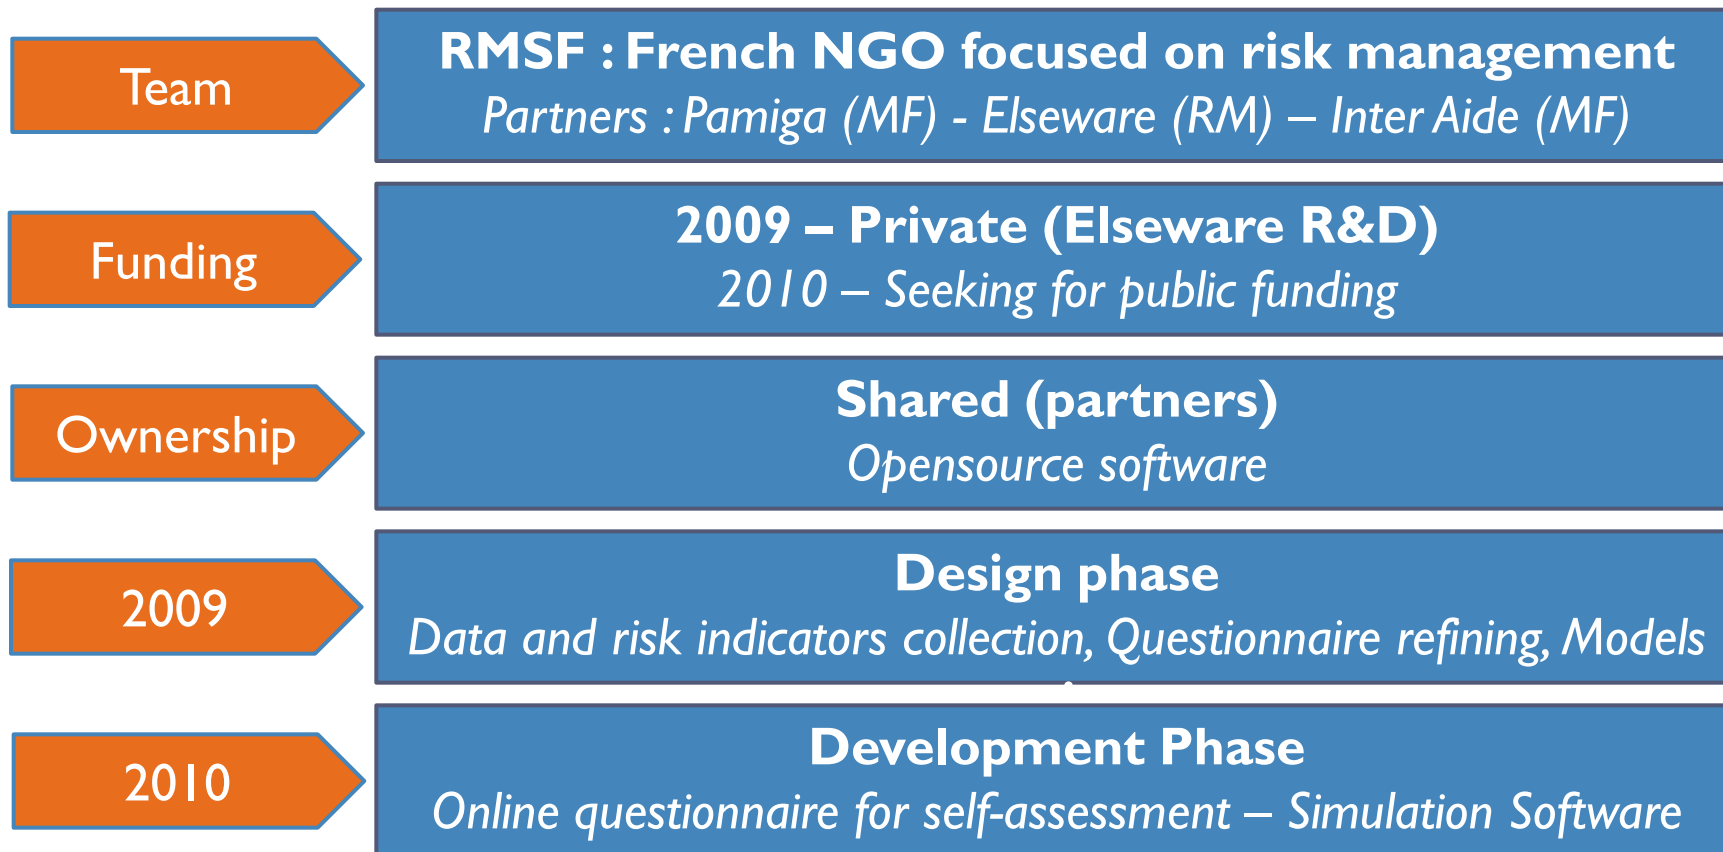 Team
RMSF : French NGO focused on risk management
Partners : Pamiga (MF) - Elseware (RM) – Inter Aide (MF)
Funding
2009 – Private (Elseware R&D)
2010 – Seeking for public funding
Ownership
Shared (partners)
Opensource software
2009
Design phase
Data and risk indicators collection, Questionnaire refining, Models
2010
Development Phase
Online questionnaire for self-assessment – Simulation Software